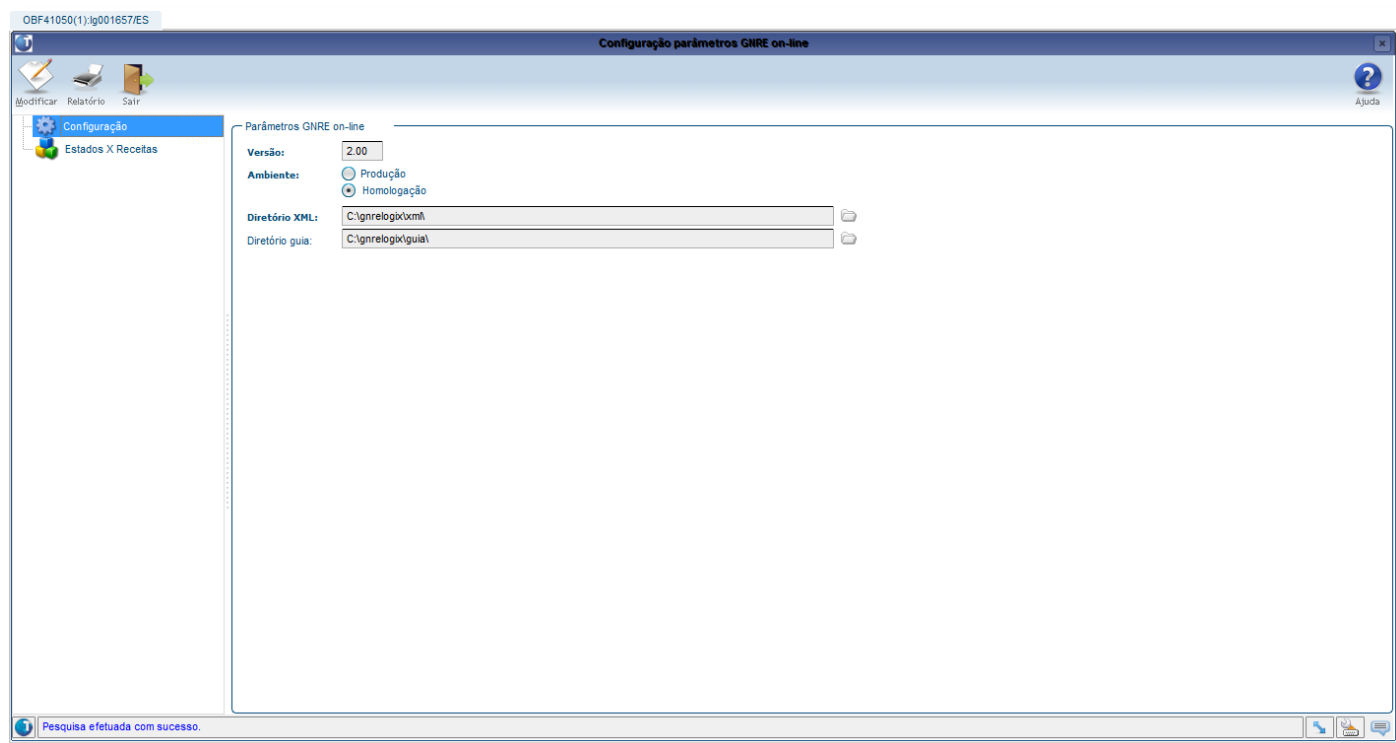 OBF41050(1):lg001657/ES
Configuração parâmetros GNRE on-line
Modificar Relatório Sair
Ajuda
Configuração
Estados X Receitas
Parâmetros GNRE on-line
Versão: 2.00
Ambiente: Produção
Homologação
Diretório XML: C:\gnrelogix\xml\
Diretório guia: C:\gnrelogix\guia\
Pesquisa efetuada com sucesso.